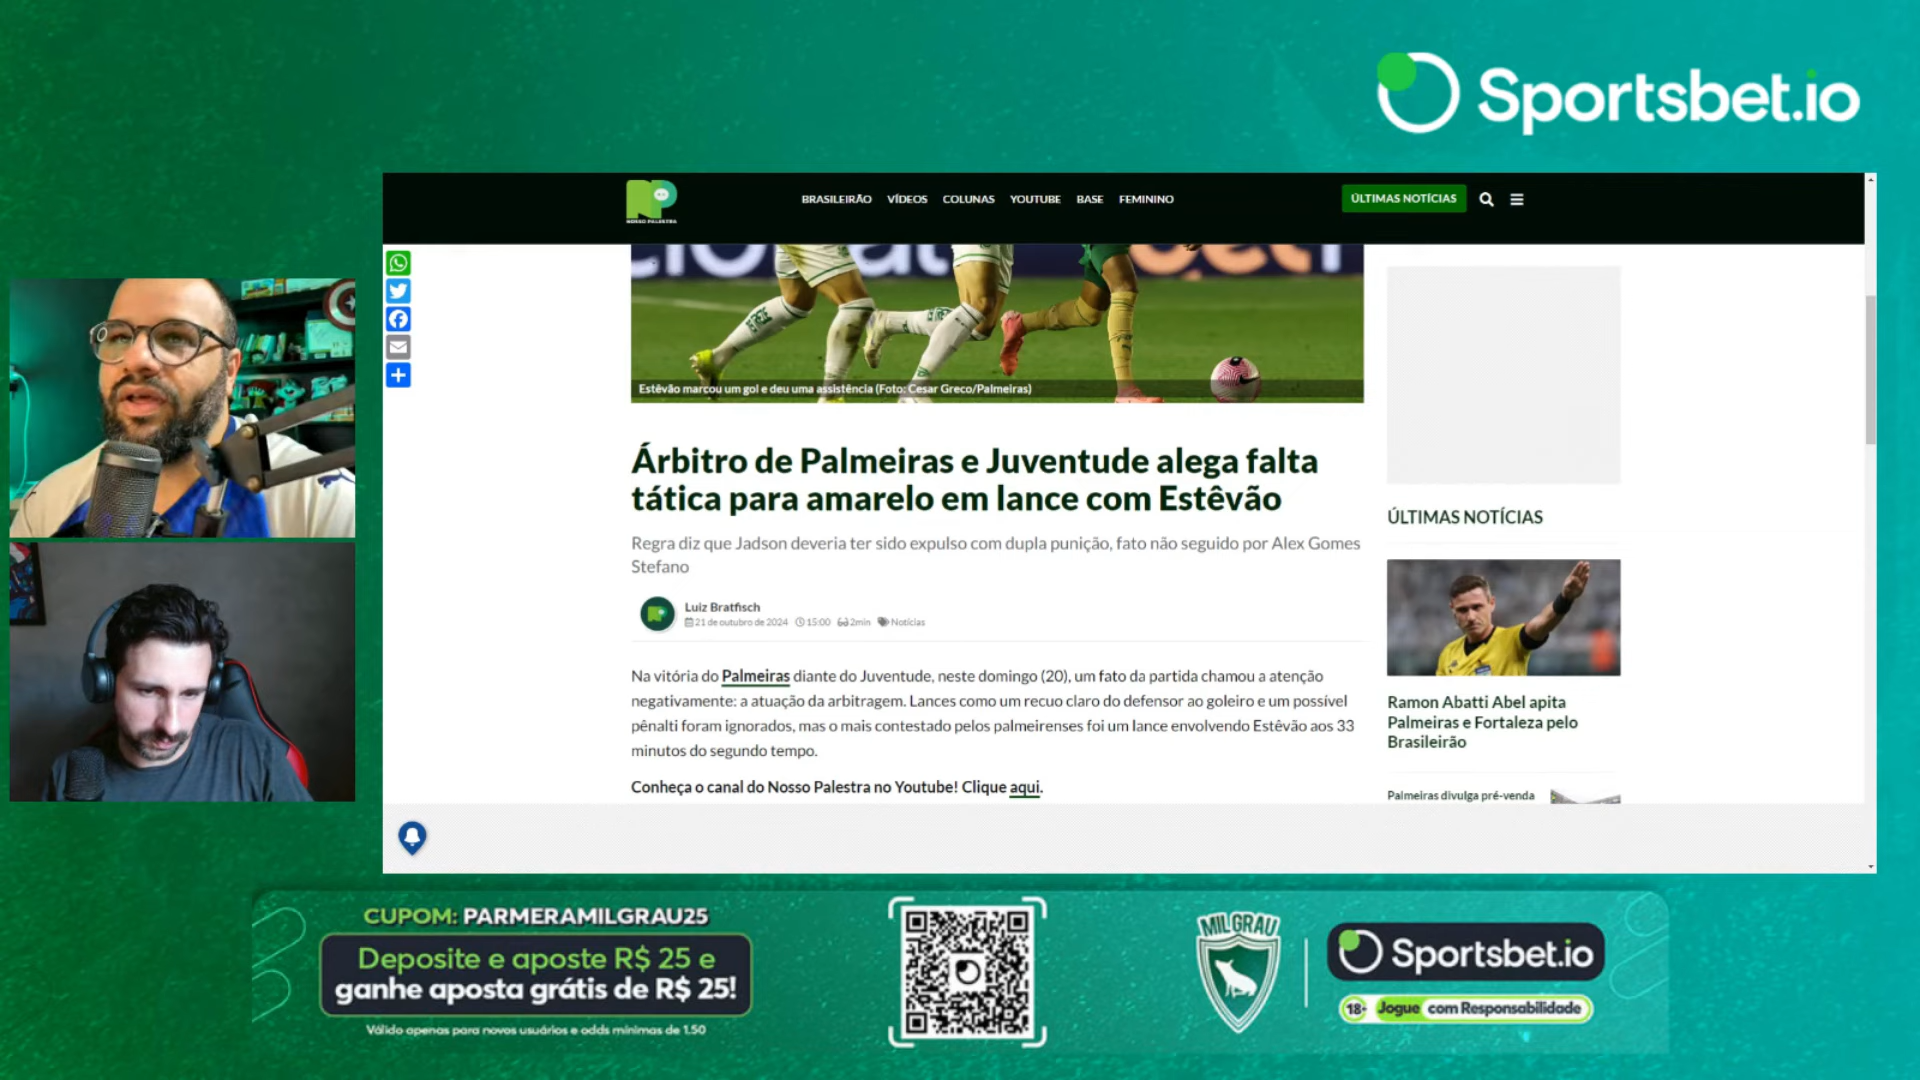 Sportsbet.io
NOSSO PALESTRA
BRASILEIRÃO VÍDEOS COLUNAS YOUTUBE BASE FEMININO
ÚLTIMAS NOTÍCIAS
Estêvão marcou um gol e deu uma assistência (Foto: Cesar Greco/Palmeiras)
Árbitro de Palmeiras e Juventude alega falta
tática para amarelo em lance com Estêvão
Regra diz que Jadson deveria ter sido expulso com dupla punição, fato não seguido por Alex Gomes
Stefano
Luiz Bratfisch
21 de outubro de 2024 15:00 2min Notícias
Na vitória do Palmeiras diante do Juventude, neste domingo (20), um fato da partida chamou a atenção
negativamente: a atuação da arbitragem. Lances como um recuo claro do defensor ao goleiro e um possível
pênalti foram ignorados, mas o mais contestado pelos palmeirenses foi um lance envolvendo Estêvão aos 33
minutos do segundo tempo.
Conheça o canal do Nosso Palestra no Youtube! Clique aqui.
ÚLTIMAS NOTÍCIAS
Ramon Abatti Abel apita
Palmeiras e Fortaleza pelo
Brasileirão
Palmeiras divulga pré-venda
CUPOM: PARMERAMILGRAU25
Deposite e aposte R$ 25 e
ganhe aposta grátis de R$ 25!
Válido apenas para novos usuários e odds mínimas de 1.50
MIL GRAU
Sportsbet.io
18+ Jogue com Responsabilidade